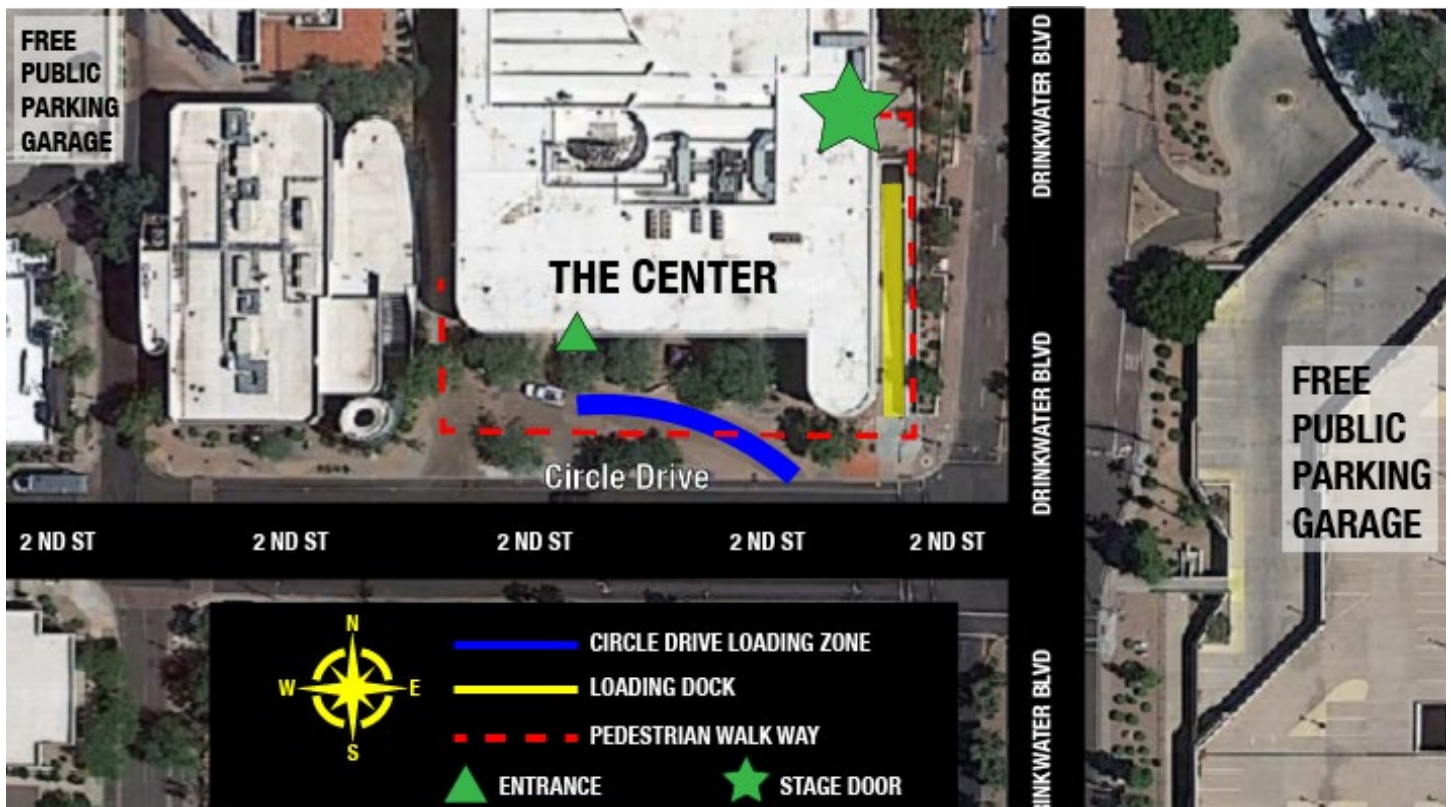 FREE
PUBLIC
PARKING
GARAGE
DRINKWATER BLVD
THE CENTER
DRINKWATER BLVD
FREE
PUBLIC
PARKING
GARAGE
Circle Drive
2 ND ST
2 ND ST
2 ND ST
2 ND ST
2 ND ST
N
W
E
S
CIRCLE DRIVE LOADING ZONE
LOADING DOCK
PEDESTRIAN WALK WAY
ENTRANCE
STAGE DOOR
DRINKWATER BLVD